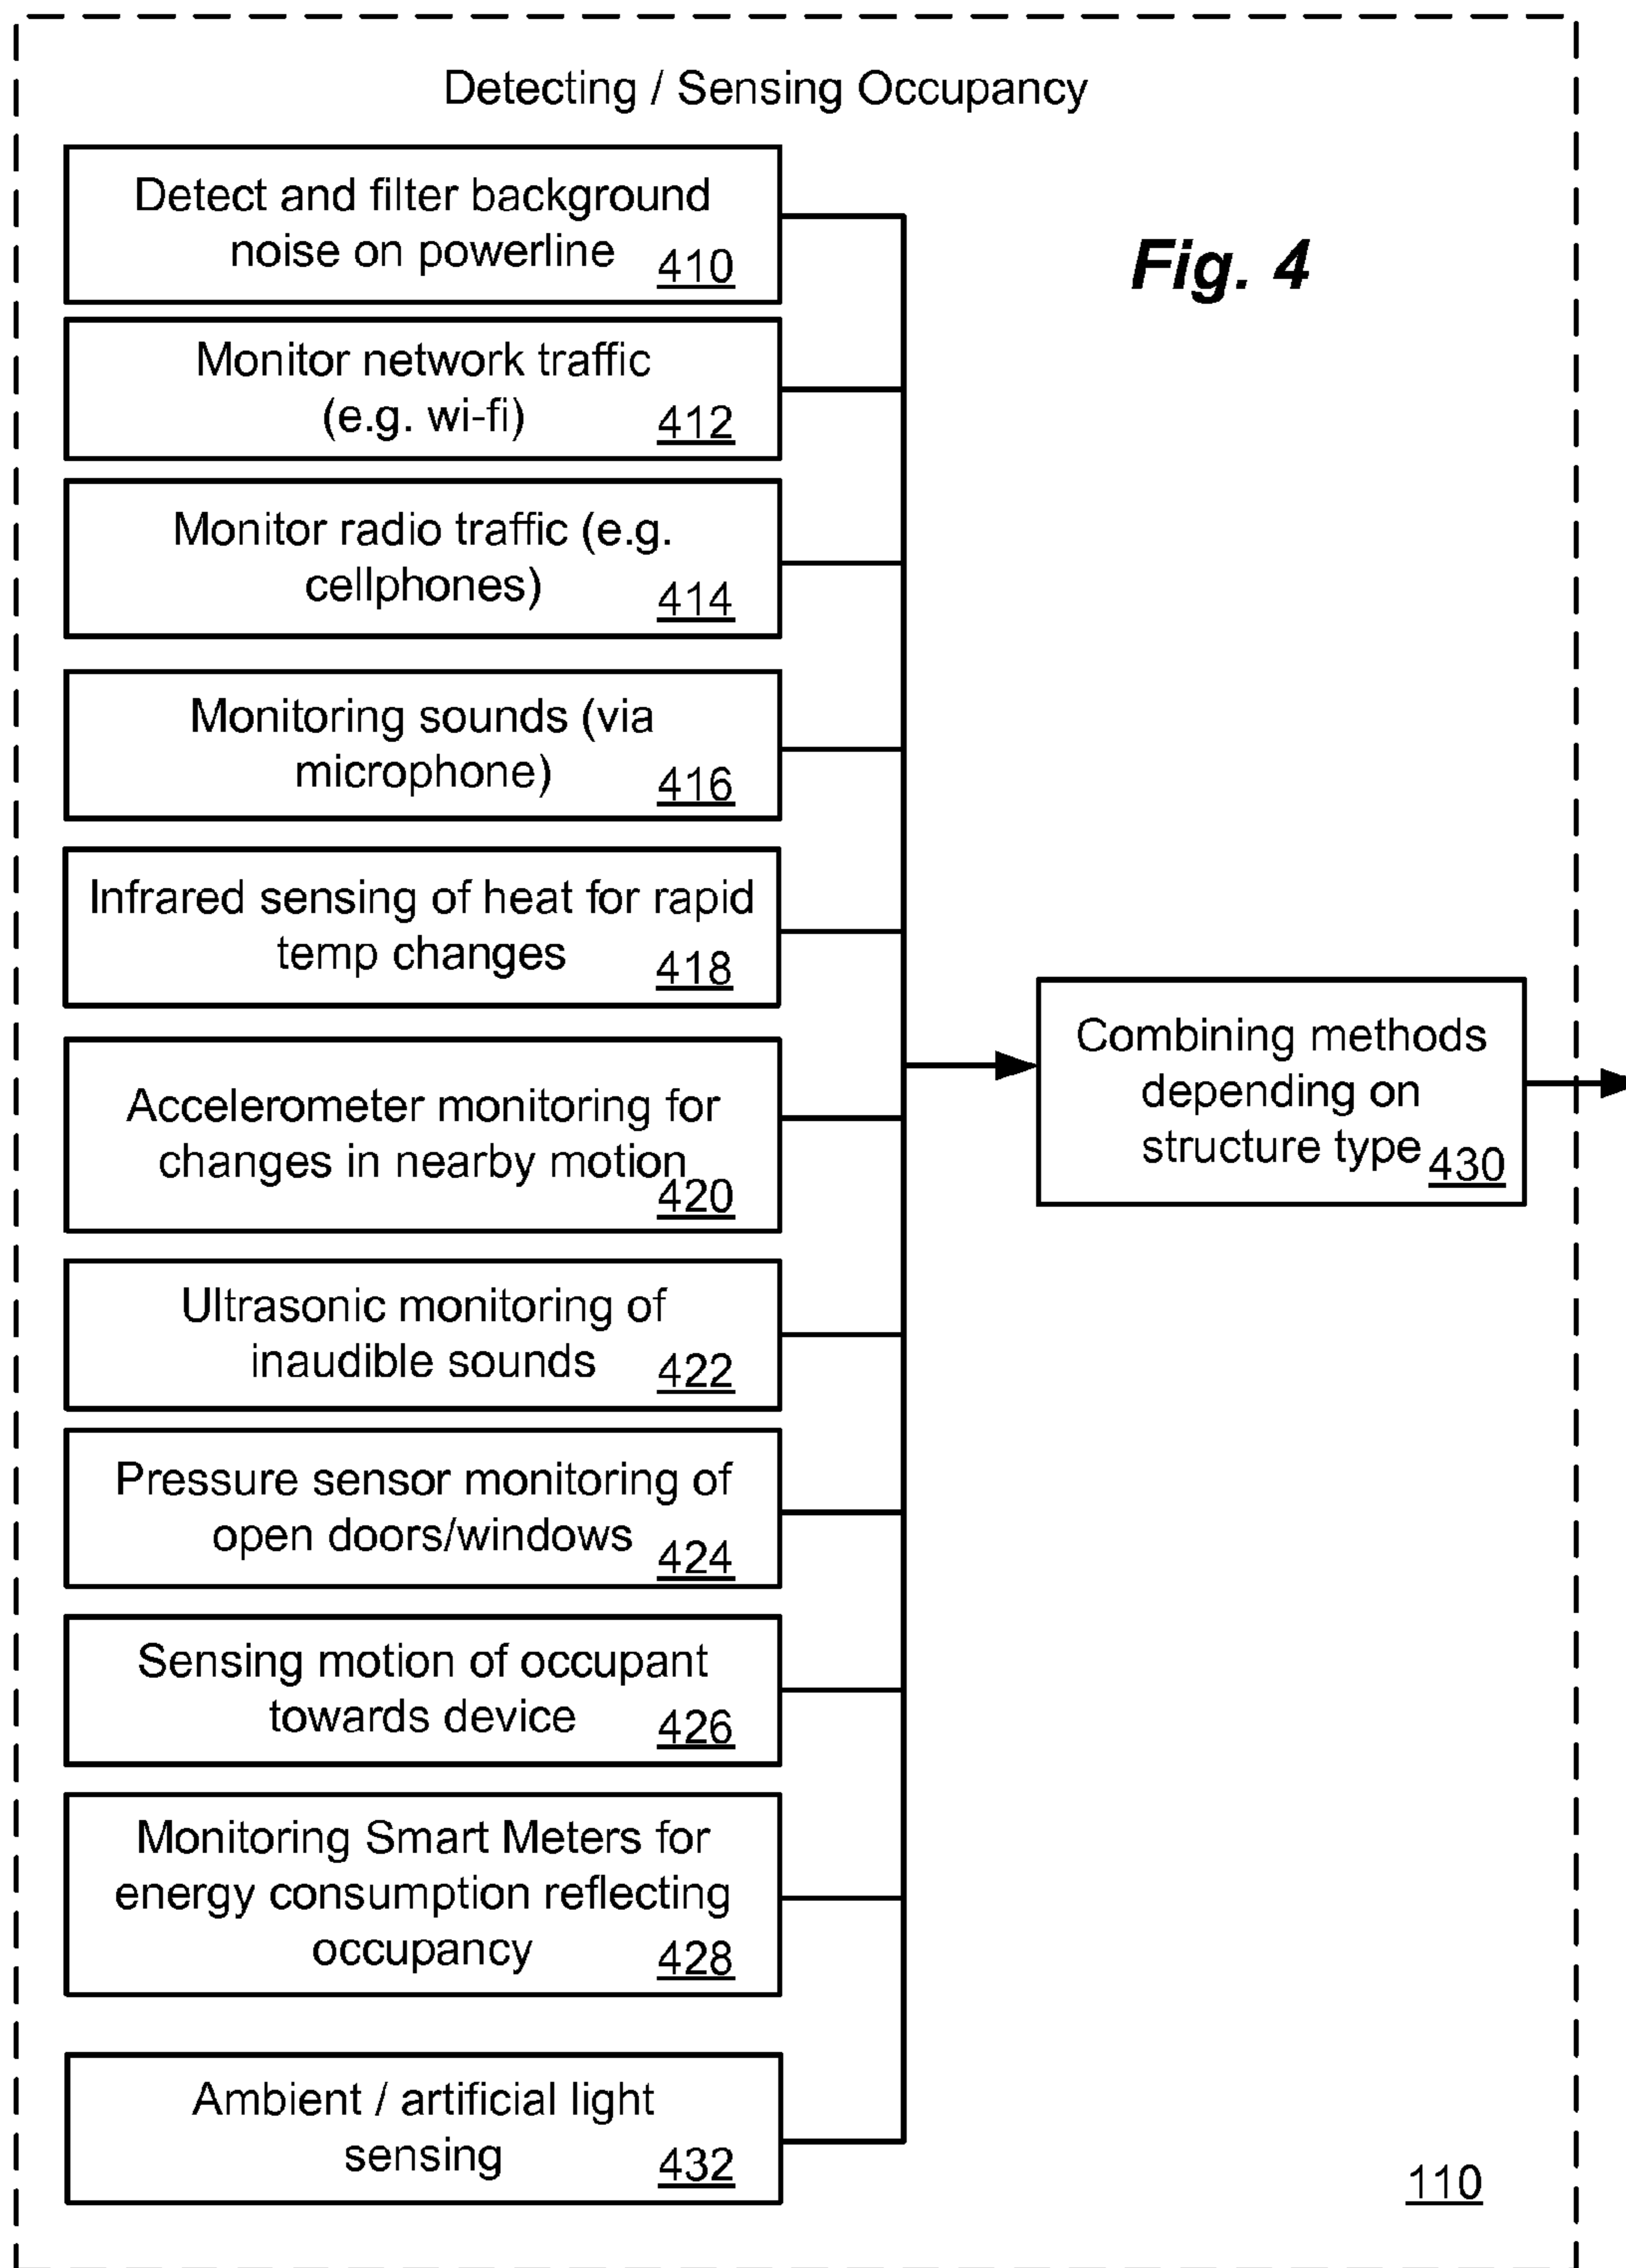 Detecting / Sensing Occupancy
Detect and filter background
noise on powerline
410
Fig. 4
Monitor network traffic
(e.g. wi-fi)
412
Monitor radio traffic (e.g.
cellphones)
414
Monitoring sounds (via
microphone)
416
Infrared sensing of heat for rapid
temp changes
418
Accelerometer monitoring for
changes in nearby motion
420
Combining methods
depending on
structure type
430
Ultrasonic monitoring of
inaudible sounds
422
Pressure sensor monitoring of
open doors/windows
424
Sensing motion of occupant
towards device
426
Monitoring Smart Meters for
energy consumption reflecting
occupancy
428
Ambient / artificial light
sensing
432
110